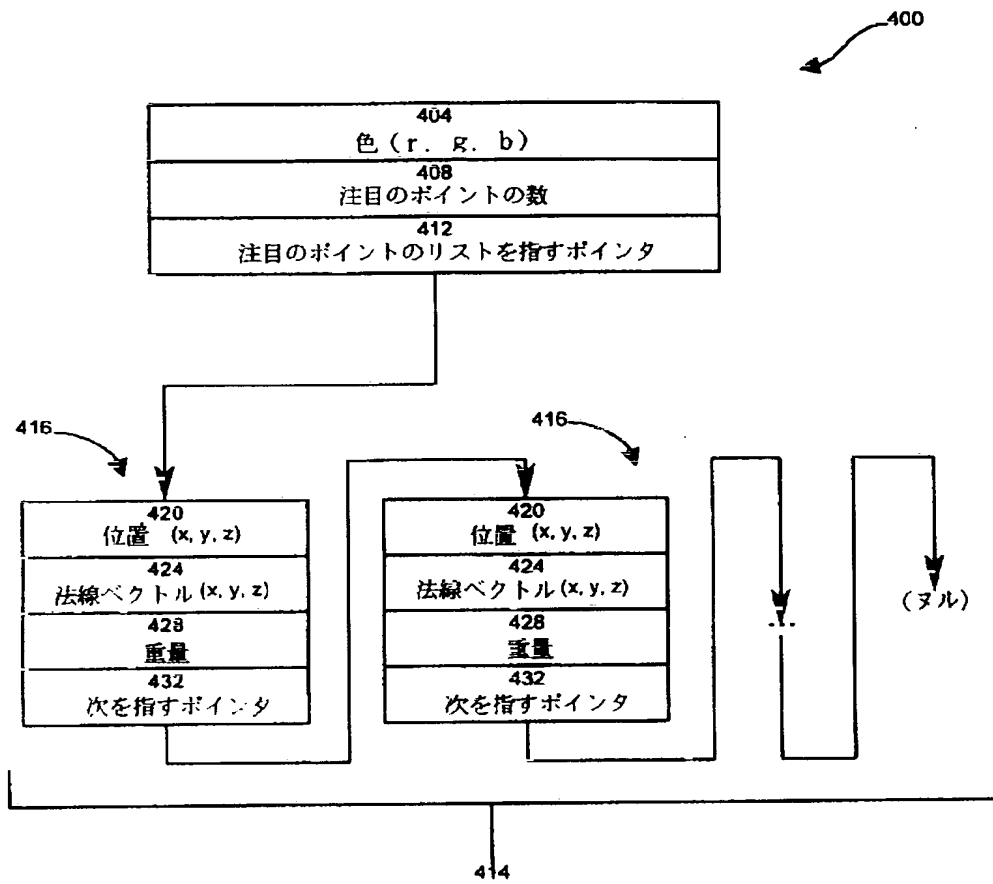 400
404
色(r. g. b)
408
注目のポイントの数
412
注目のポイントのリストを指すポインタ
416
416
420
位置 (x, y, z)
424
法線ベクトル(x, y, z)
428
重量
432
次を指すポインタ
420
位置 (x, y, z)
424
法線ベクトル(x, y, z)
428
重量
432
次を指すポインタ
...
(ヌル)
414